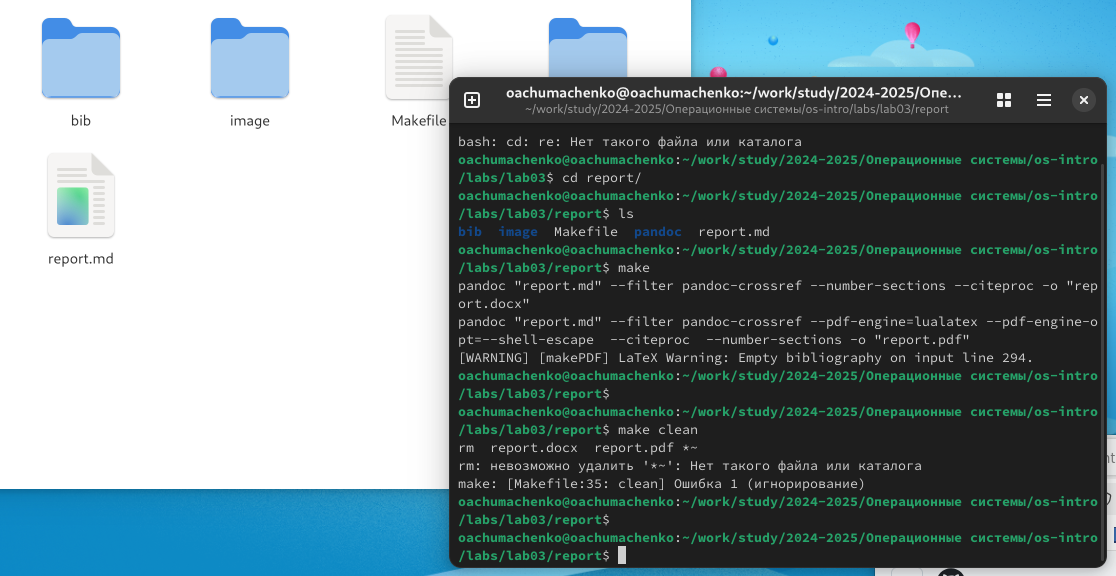 bib
image
Makefile
report.md
oachumachenko@oachumachenko:~/work/study/2024-2025/Опе...
~/work/study/2024-2025/Операционные системы/os-intro/labs/lab03/report
bash: cd: re: Нет такого файла или каталога
oachumachenko@oachumachenko:~/work/study/2024-2025/Операционные системы/os-intro
/labs/lab03$ cd report/
oachumachenko@oachumachenko:~/work/study/2024-2025/Операционные системы/os-intro
/labs/lab03/report$ ls
bib  image  Makefile  pandoc  report.md
oachumachenko@oachumachenko:~/work/study/2024-2025/Операционные системы/os-intro
/labs/lab03/report$ make
pandoc "report.md" --filter pandoc-crossref --number-sections --citeproc -o "rep
ort.docx"
pandoc "report.md" --filter pandoc-crossref --pdf-engine=lualatex --pdf-engine-o
pt=--shell-escape  --citeproc  --number-sections -o "report.pdf"
[WARNING] [makePDF] LaTeX Warning: Empty bibliography on input line 294.
oachumachenko@oachumachenko:~/work/study/2024-2025/Операционные системы/os-intro
/labs/lab03/report$
oachumachenko@oachumachenko:~/work/study/2024-2025/Операционные системы/os-intro
/labs/lab03/report$ make clean
rm  report.docx  report.pdf *~
rm: невозможно удалить '*~': Нет такого файла или каталога
make: [Makefile:35: clean] Ошибка 1 (игнорирование)
oachumachenko@oachumachenko:~/work/study/2024-2025/Операционные системы/os-intro
/labs/lab03/report$
oachumachenko@oachumachenko:~/work/study/2024-2025/Операционные системы/os-intro
/labs/lab03/report$